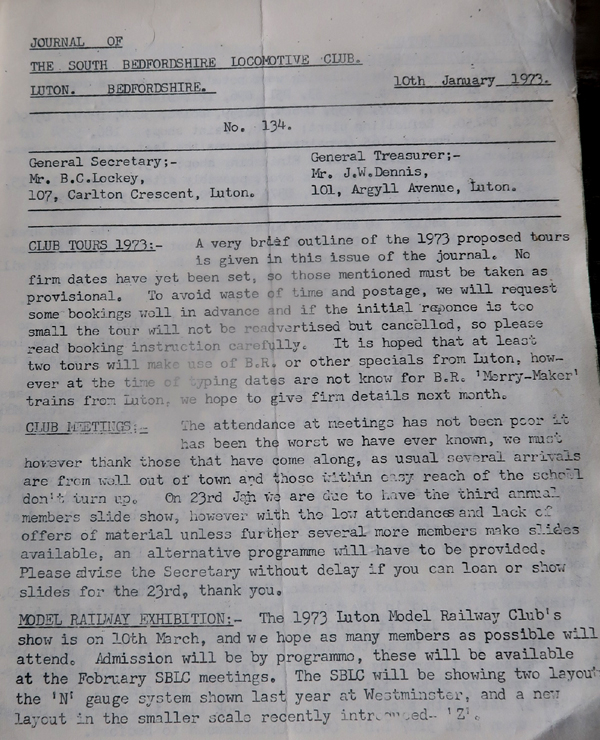 JOURNAL OF
THE SOUTH BEDFORDSHIRE LOCOMOTIVE CLUB.
LUTON. BEDFORDSHIRE. 10th January 1973.
No. 134.
General Secretary;-
Mr. B.C.Lockey,
107, Carlton Crescent, Luton.
General Treasurer;-
Mr. J.W.Dennis,
101, Argyll Avenue, Luton.
CLUB TOURS 1973:- A very brief outline of the 1973 proposed tours
is given in this issue of the journal. No
firm dates have yet been set, so those mentioned must be taken as
provisional. To avoid waste of time and postage, we will request
some bookings well in advance and if the initial reponce is too
small the tour will not be readvertised but cancelled, so please
read booking instruction carefully. It is hoped that at least
two tours will make use of B.R. or other specials from Luton, how-
ever at the time of typing dates are not know for B.R. 'Merry-Maker'
trains from Luton, we hope to give firm details next month.
CLUB MEETINGS:- The attendance at meetings has not been poor it
has been the worst we have ever known, we must
however thank those that have come along, as usual several arrivals
are from well out of town and those within easy reach of the school
don't turn up. On 23rd Jan we are due to have the third annual
members slide show, however with the low attendances and lack of
offers of material unless further several more members make slides
available, an alternative programme will have to be provided.
Please advise the Secretary without delay if you can loan or show
slides for the 23rd, thank you.
MODEL RAILWAY EXHIBITION:- The 1973 Luton Model Railway Club's
show is on 10th March, and we hope as many members as possible will
attend. Admission will be by programme, these will be available
at the February SBLC meetings. The SBLC will be showing two
the 'N' gauge system shown last year at Westminster, and a new
layout in the smaller scale recently 'Z'.